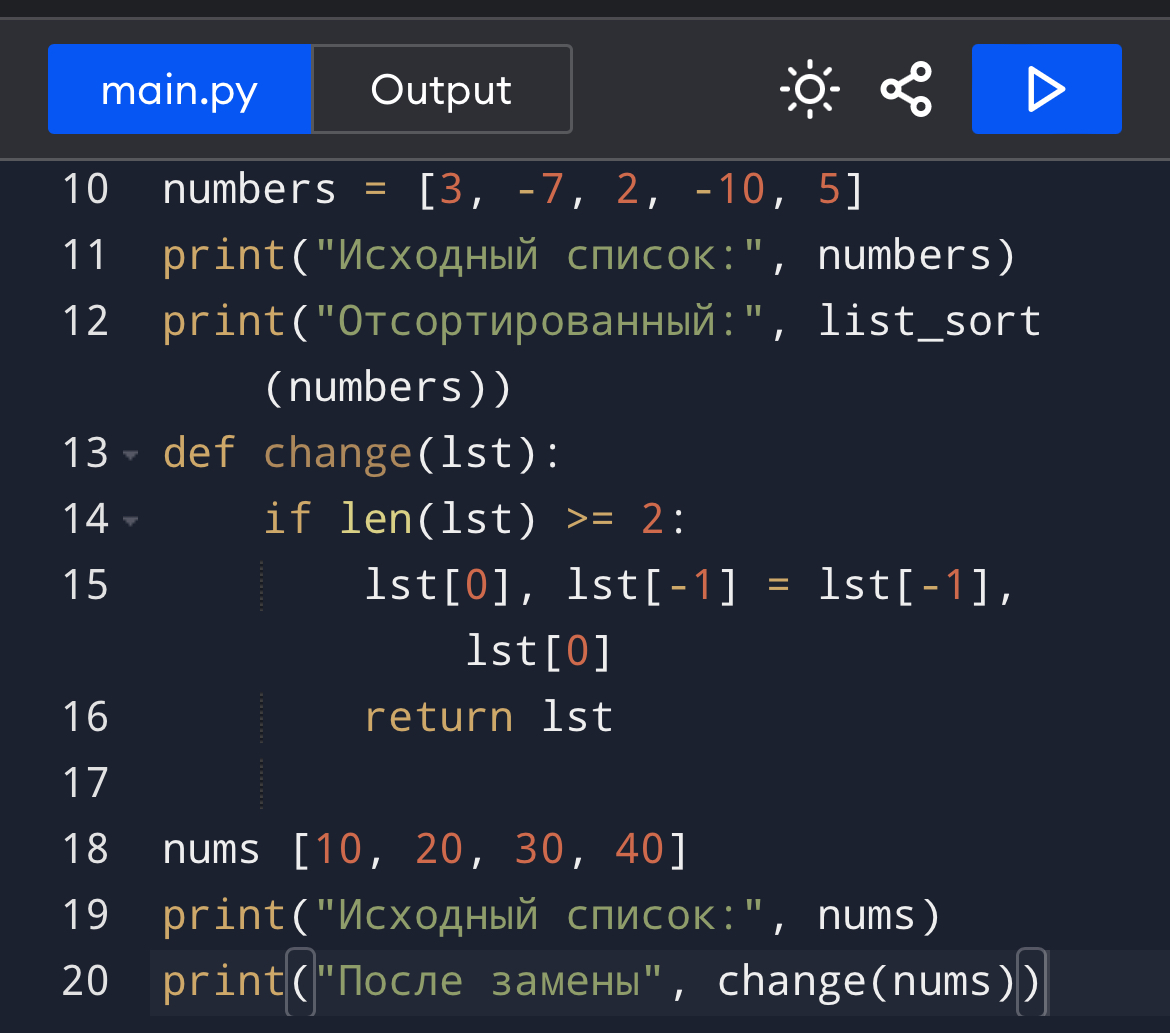 main.py Output
10 numbers = [3, -7, 2, -10, 5]
11 print("Исходный список:", numbers)
12 print("Отсортированный:", list_sort
(numbers))
13 def change(lst):
14 if len(lst) >= 2:
15 lst[0], lst[-1] = lst[-1],
lst[0]
16 return lst
17
18 nums [10, 20, 30, 40]
19 print("Исходный список:", nums)
20 print("После замены", change(nums))